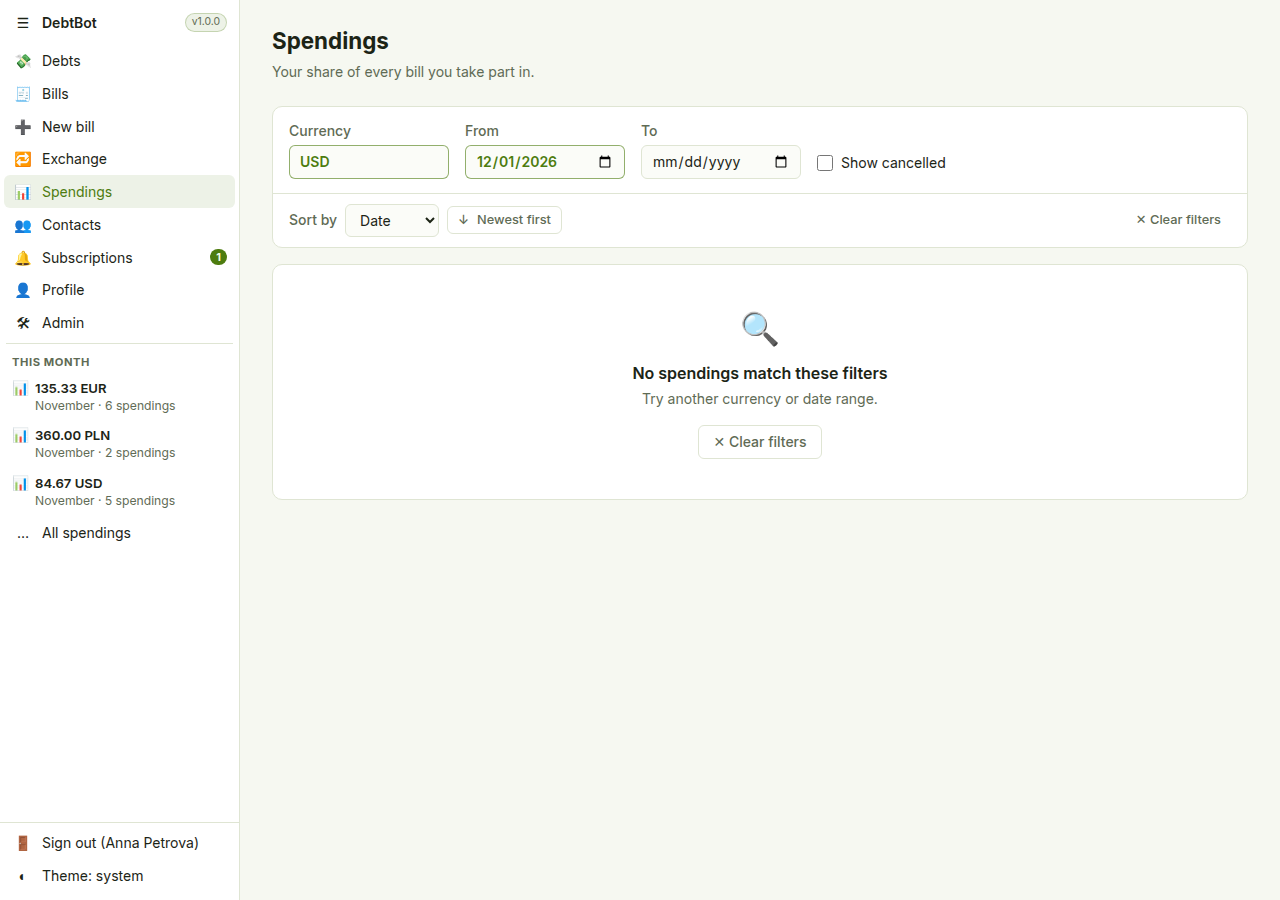 ☰ DebtBot v1.0.0
Debts
Bills
New bill
Exchange
Spendings
Contacts
Subscriptions 1
Profile
Admin
THIS MONTH
135.33 EUR
November · 6 spendings
360.00 PLN
November · 2 spendings
84.67 USD
November · 5 spendings
… All spendings
Sign out (Anna Petrova)
Theme: system
Spendings
Your share of every bill you take part in.
Currency From To
USD 12/01/2026 mm/dd/yyyy Show cancelled
Sort by Date ↓ Newest first ✕ Clear filters
No spendings match these filters
Try another currency or date range.
✕ Clear filters